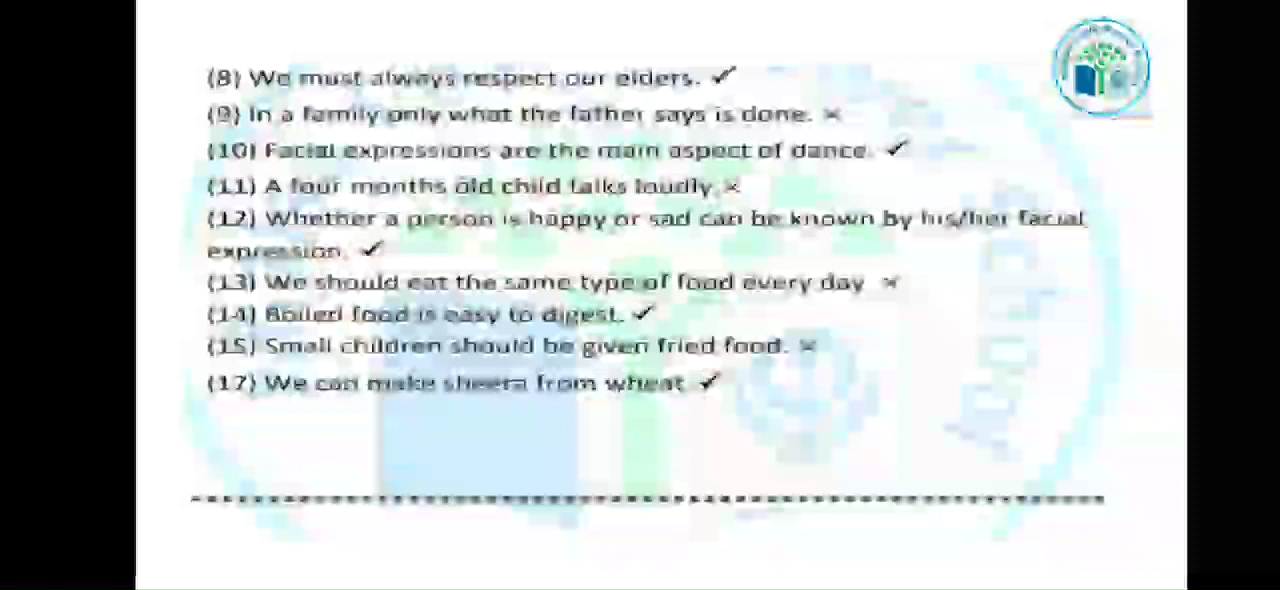 (8) We must always respect our elders. ✓
(9) In a family only what the father says is done. ×
(10) Facial expressions are the main aspect of dance. ✓
(11) A four months old child talks loudly. ×
(12) Whether a person is happy or sad can be known by his/her facial
expression. ✓
(13) We should eat the same type of food every day ×
(14) Boiled food is easy to digest. ✓
(15) Small children should be given fried food. ×
(17) We can make sheera from wheat. ✓